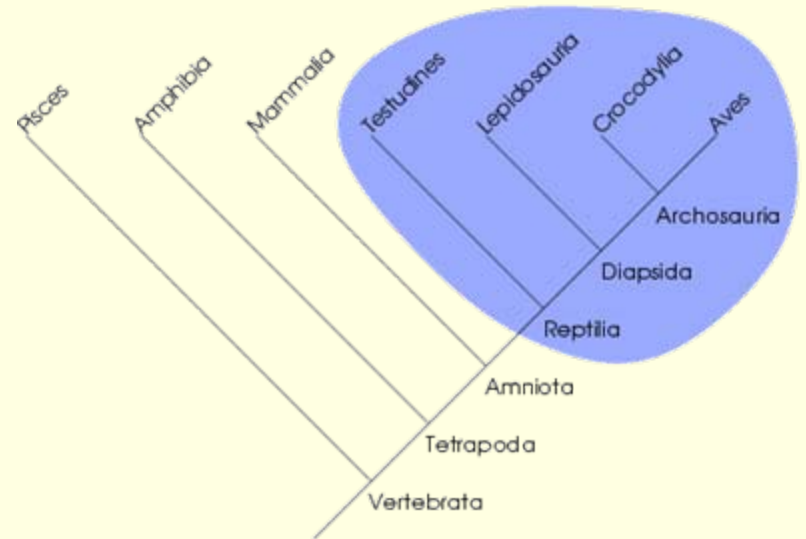 Pisces
Amphibia
Mammalia
Testudines
Lepidosauria
Crocodylia
Aves
Archosauria
Diapsida
Reptilia
Amniota
Tetrapoda
Vertebrata